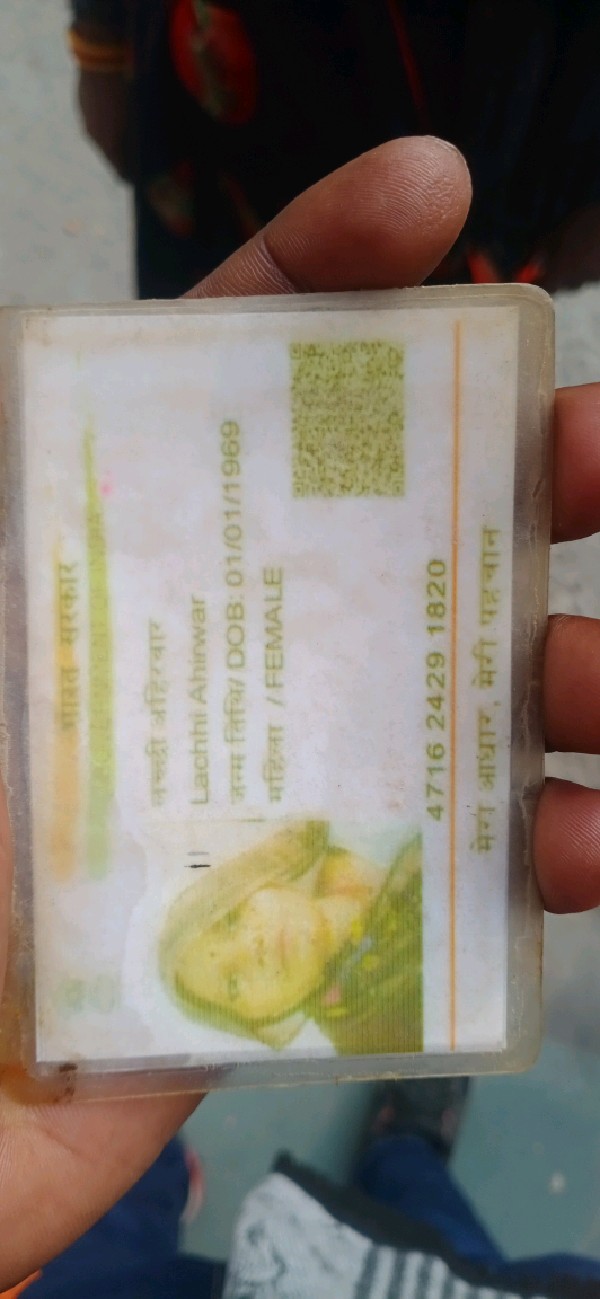 भारत सरकार
लच्छी अहिरवार
Lachhi Ahirwar
जन्म तिथि/ DOB: 01/01/1969
महिला / FEMALE
4716 2429 1820
मेरा आधार, मेरी पहचान